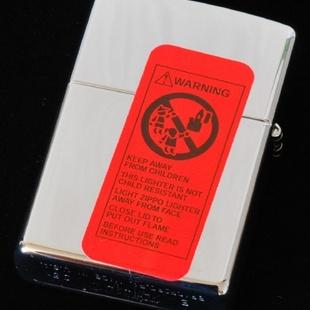 WARNING
KEEP AWAY
FROM CHILDREN
THIS LIGHTER IS NOT
CHILD RESISTANT
LIGHT ZIPPO LIGHTER
AWAY FROM FACE
CLOSE LID TO
PUT OUT FLAME
BEFORE USE READ
INSTRUCTIONS